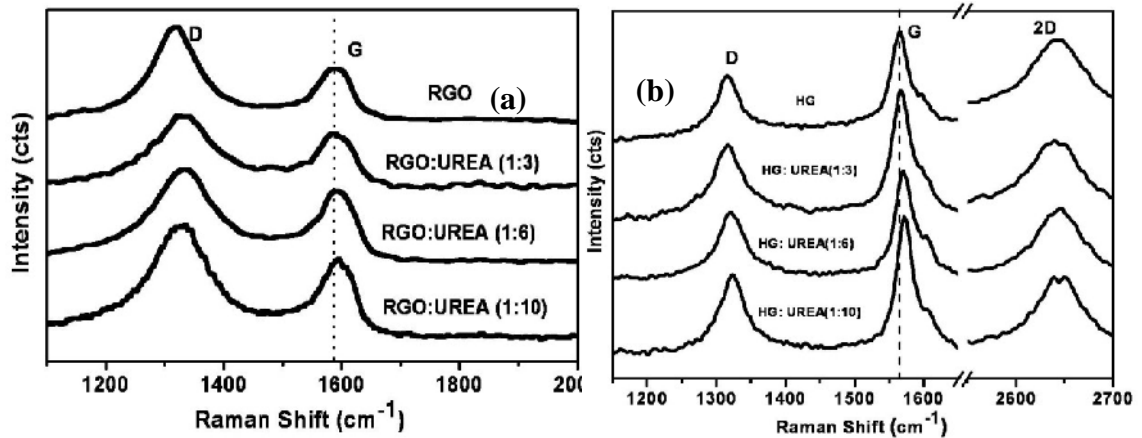 D
G
RGO
(a)
RGO:UREA (1:3)
RGO:UREA (1:6)
RGO:UREA (1:10)
Intensity (cts)
1200 1400 1600 1800 200
Raman Shift (cm⁻¹)
D
G
2D
(b)
HG
HG: UREA(1:3)
HG: UREA(1:6)
HG: UREA(1:10)
Intensity (cts)
1200 1300 1400 1500 1600 2600 2700
Raman Shift (cm⁻¹)